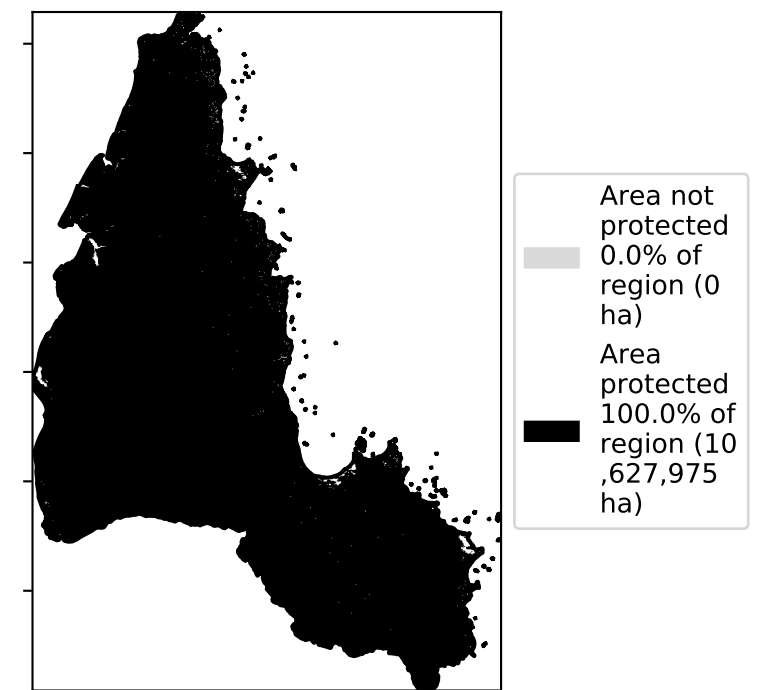 Area not
protected
0.0% of
region (0
ha)
Area
protected
100.0% of
region (10
,627,975
ha)